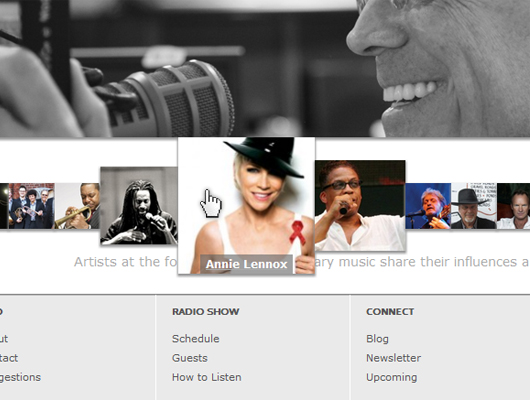 Annie Lennox
Artists at the fo ary music share their influences a
O RADIO SHOW CONNECT
ut Schedule Blog
tact Guests Newsletter
gestions How to Listen Upcoming